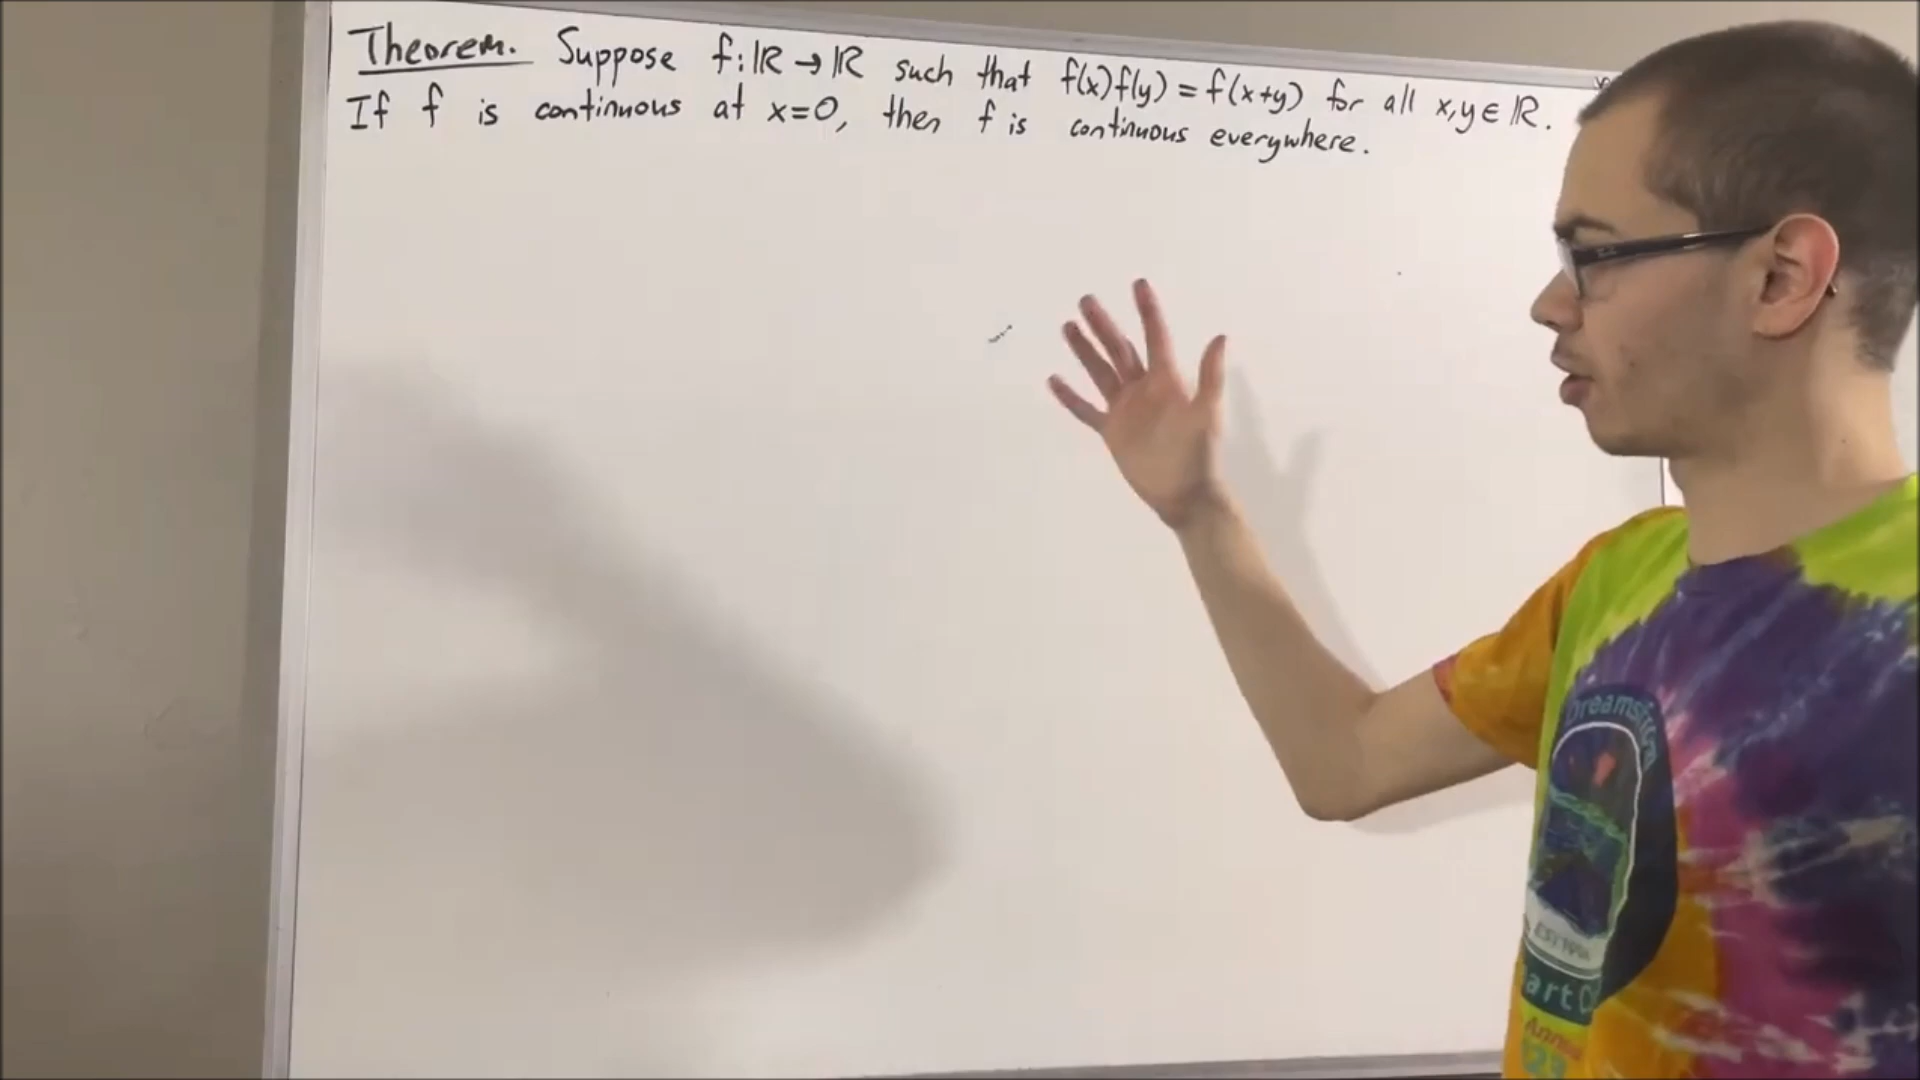 Theorem. Suppose f:ℝ→ℝ such that f(x)f(y) = f(x+y) for all x,y∈ℝ.
If f is continuous at x=0, then f is continuous everywhere.